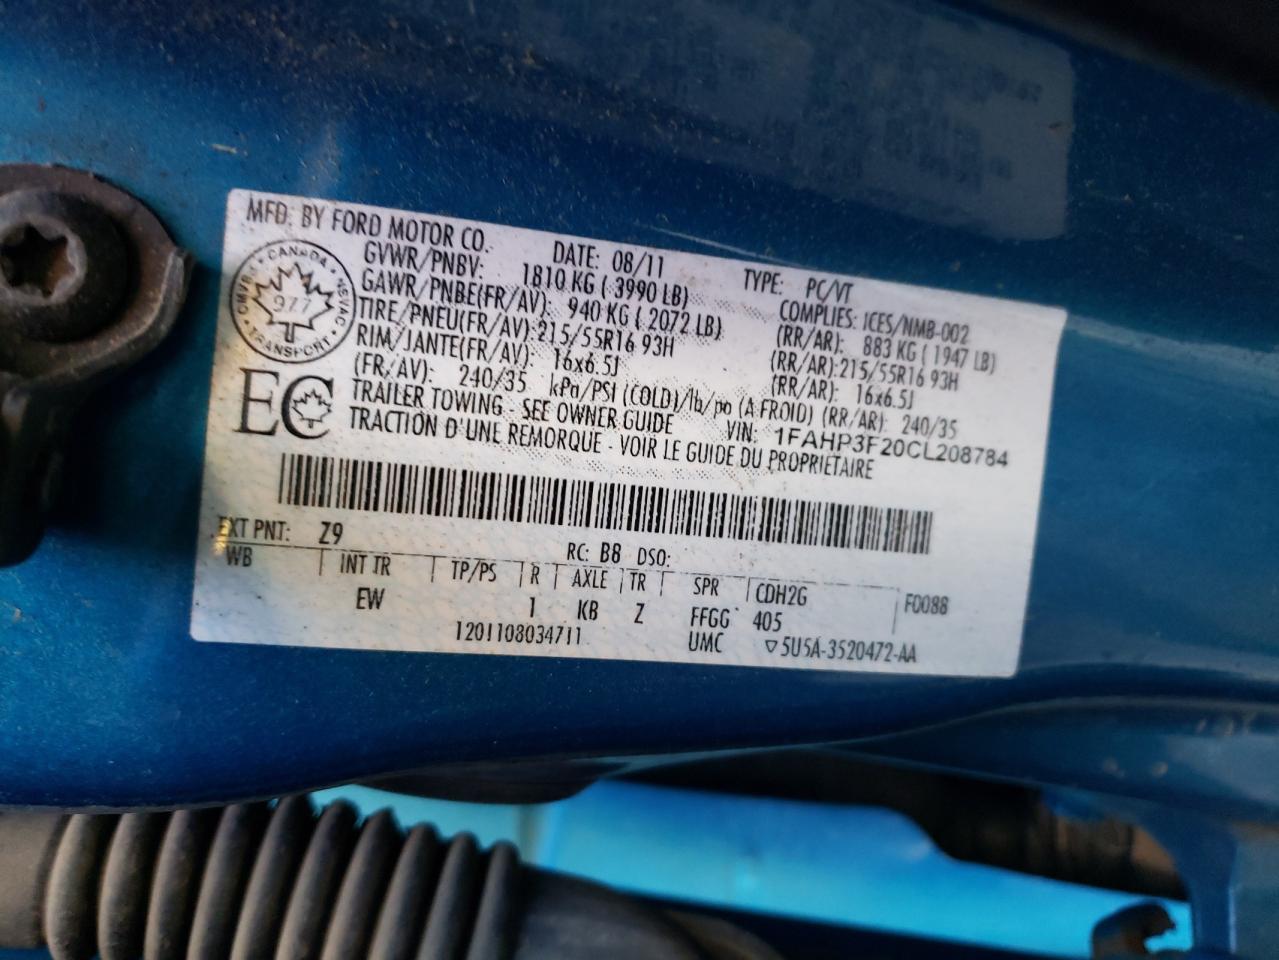 MFD. BY FORD MOTOR CO.
DATE: 08/11
TYPE: PC/VT
GVWR/PNBV: 1810 KG ( 3990 LB)
COMPLIES: ICES/NMB-002
GAWR/PNBE(FR/AV): 940 KG ( 2072 LB)
(RR/AR): 883 KG ( 1947 LB)
TIRE/PNEU(FR/AV):215/55R16 93H
(RR/AR):215/55R16 93H
RIM/JANTE(FR/AV): 16x6.5J
(RR/AR): 16x6.5J
(FR/AV): 240/35 kPa/PSI (COLD)/lb/po (A FROID) (RR/AR): 240/35
TRAILER TOWING - SEE OWNER GUIDE
VIN: 1FAHP3F20CL208784
TRACTION D'UNE REMORQUE - VOIR LE GUIDE DU PROPRIETAIRE
CANADA
NSVAC
TRANSPORT
CMVSS
977
EC
EXT PNT: Z9
RC: B8 DSO:
WB INT TR TP/PS R AXLE TR SPR CDH2G F0088
EW 1 KB Z FFGG 405
1201108034711 UMC ▽5U5A-3520472-AA